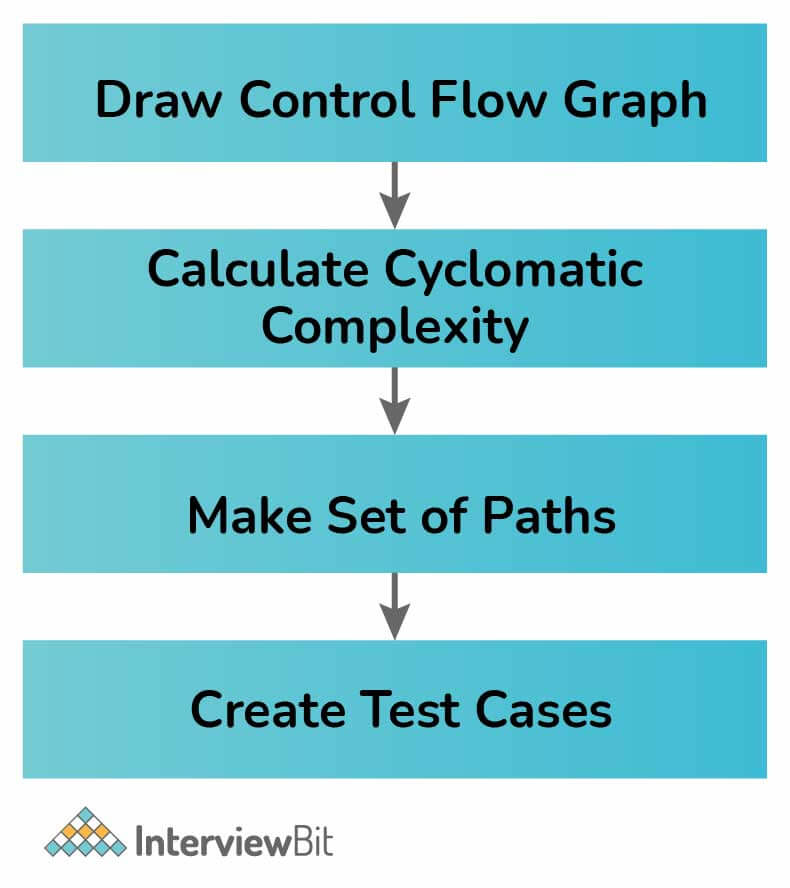 Draw Control Flow Graph
Calculate Cyclomatic
Complexity
Make Set of Paths
Create Test Cases
InterviewBit